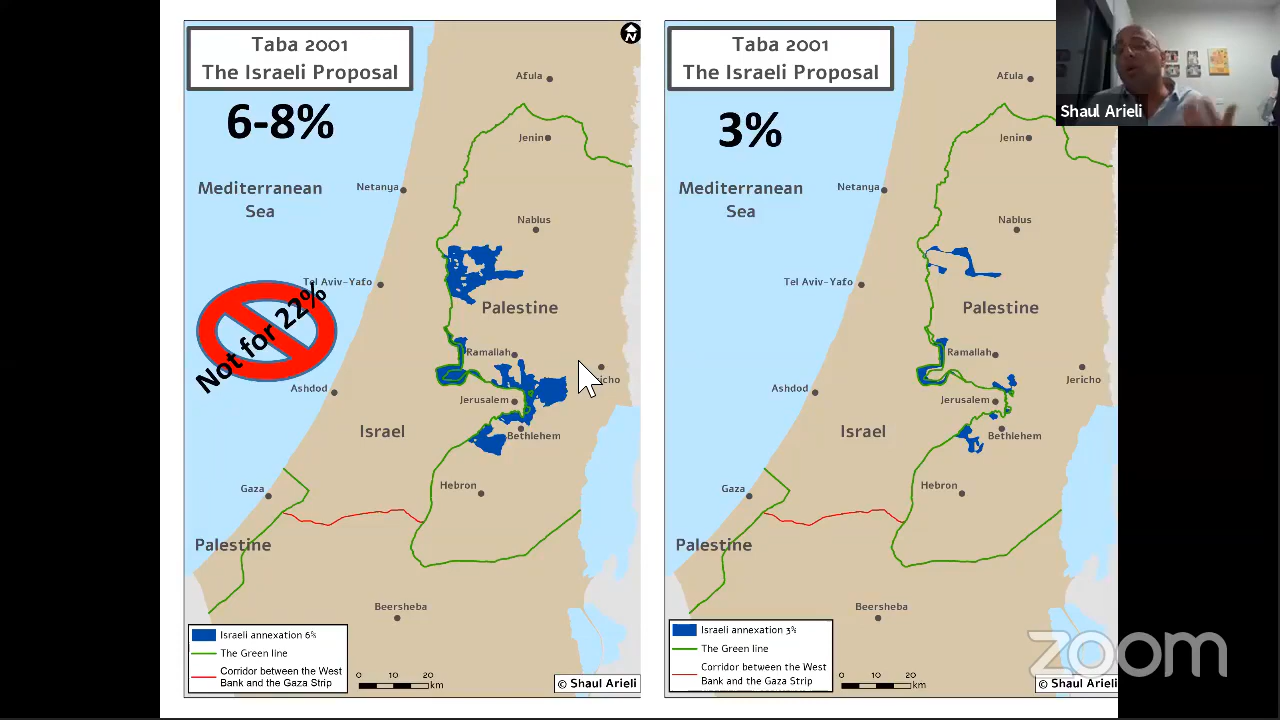 Taba 2001
The Israeli Proposal
6-8%
N
Afula
Jenin
Mediterranean
Sea
Netanya
Nablus
Tel Aviv-Yafo
Not for 22%
Palestine
Ramallah
Ashdod
Jerusalem
Israel
Bethlehem
Gaza
Hebron
Palestine
Beersheba
Israeli annexation 6%
The Green line
Corridor between the West
Bank and the Gaza Strip
0 10 20
km
© Shaul Arieli
Taba 2001
The Israeli Proposal
3%
Afula
Jenin
Mediterranean
Sea
Netanya
Nablus
Tel Aviv-Yafo
Palestine
Ramallah
Jericho
Ashdod
Jerusalem
Israel
Bethlehem
Gaza
Hebron
Palestine
Beersheba
Israeli annexation 3%
The Green line
Corridor between the West
Bank and the Gaza Strip
0 10 20
km
© Shaul Arieli
Shaul Arieli
zoom